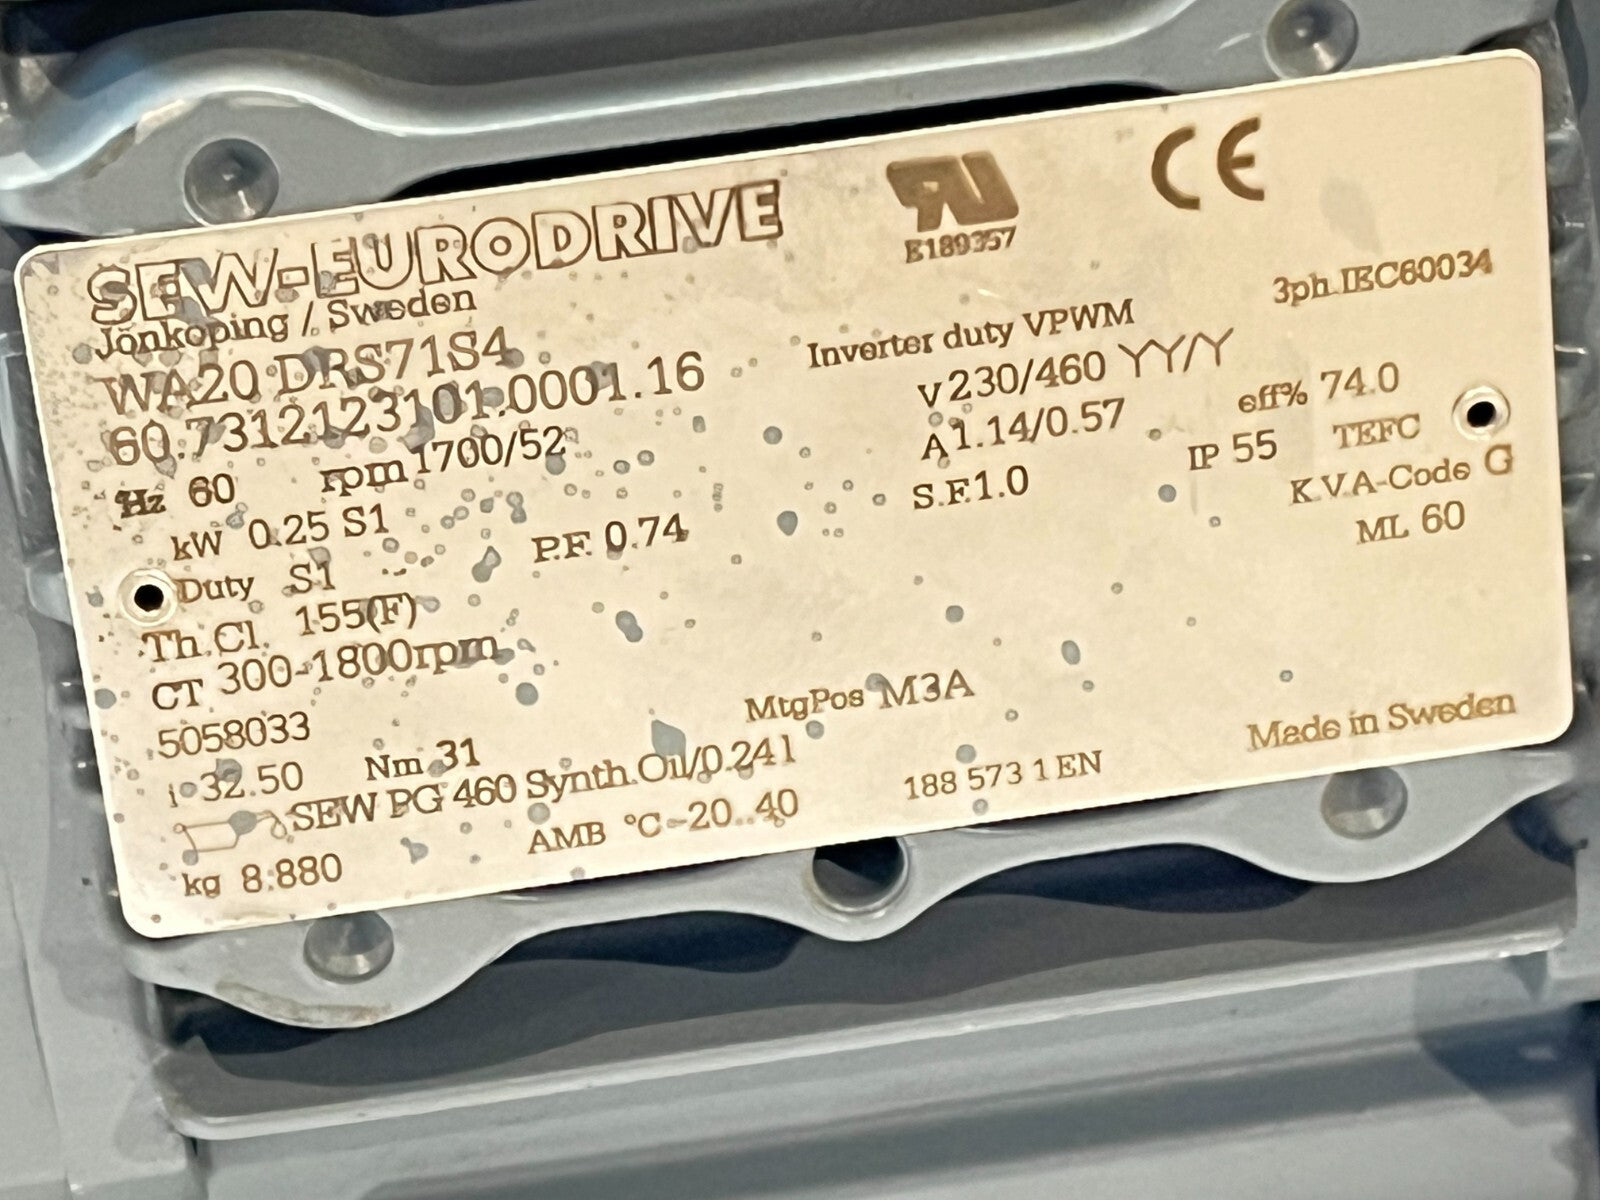 SEW-EURODRIVE
Jönköping / Sweden
E189357
CE
3ph. IEC60034
WA20 DRS71S4
60.7312123101.0001.16
Inverter duty VPWM
Hz 60 rpm 1700/52 V 230/460 YY/Y
kW 0.25 S1 A 1.14/0.57 eff% 74.0
Duty S1 P.F. 0.74 S.F.1.0 IP 55 TEFC
Th.Cl. 155(F) K.V.A-Code G
CT 300-1800rpm ML 60
5058033
i 32.50 Nm 31 MtgPos M3A
SEW PG 460 Synth.Oil/0.24 l
kg 8.880 AMB °C -20..40 188 573 1 EN Made in Sweden